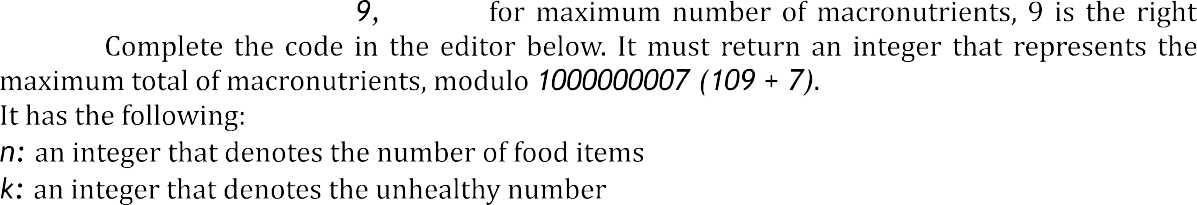 9, for maximum number of macronutrients, 9 is the right
Complete the code in the editor below. It must return an integer that represents the
maximum total of macronutrients, modulo 1000000007 (109 + 7).
It has the following:
n: an integer that denotes the number of food items
k: an integer that denotes the unhealthy number